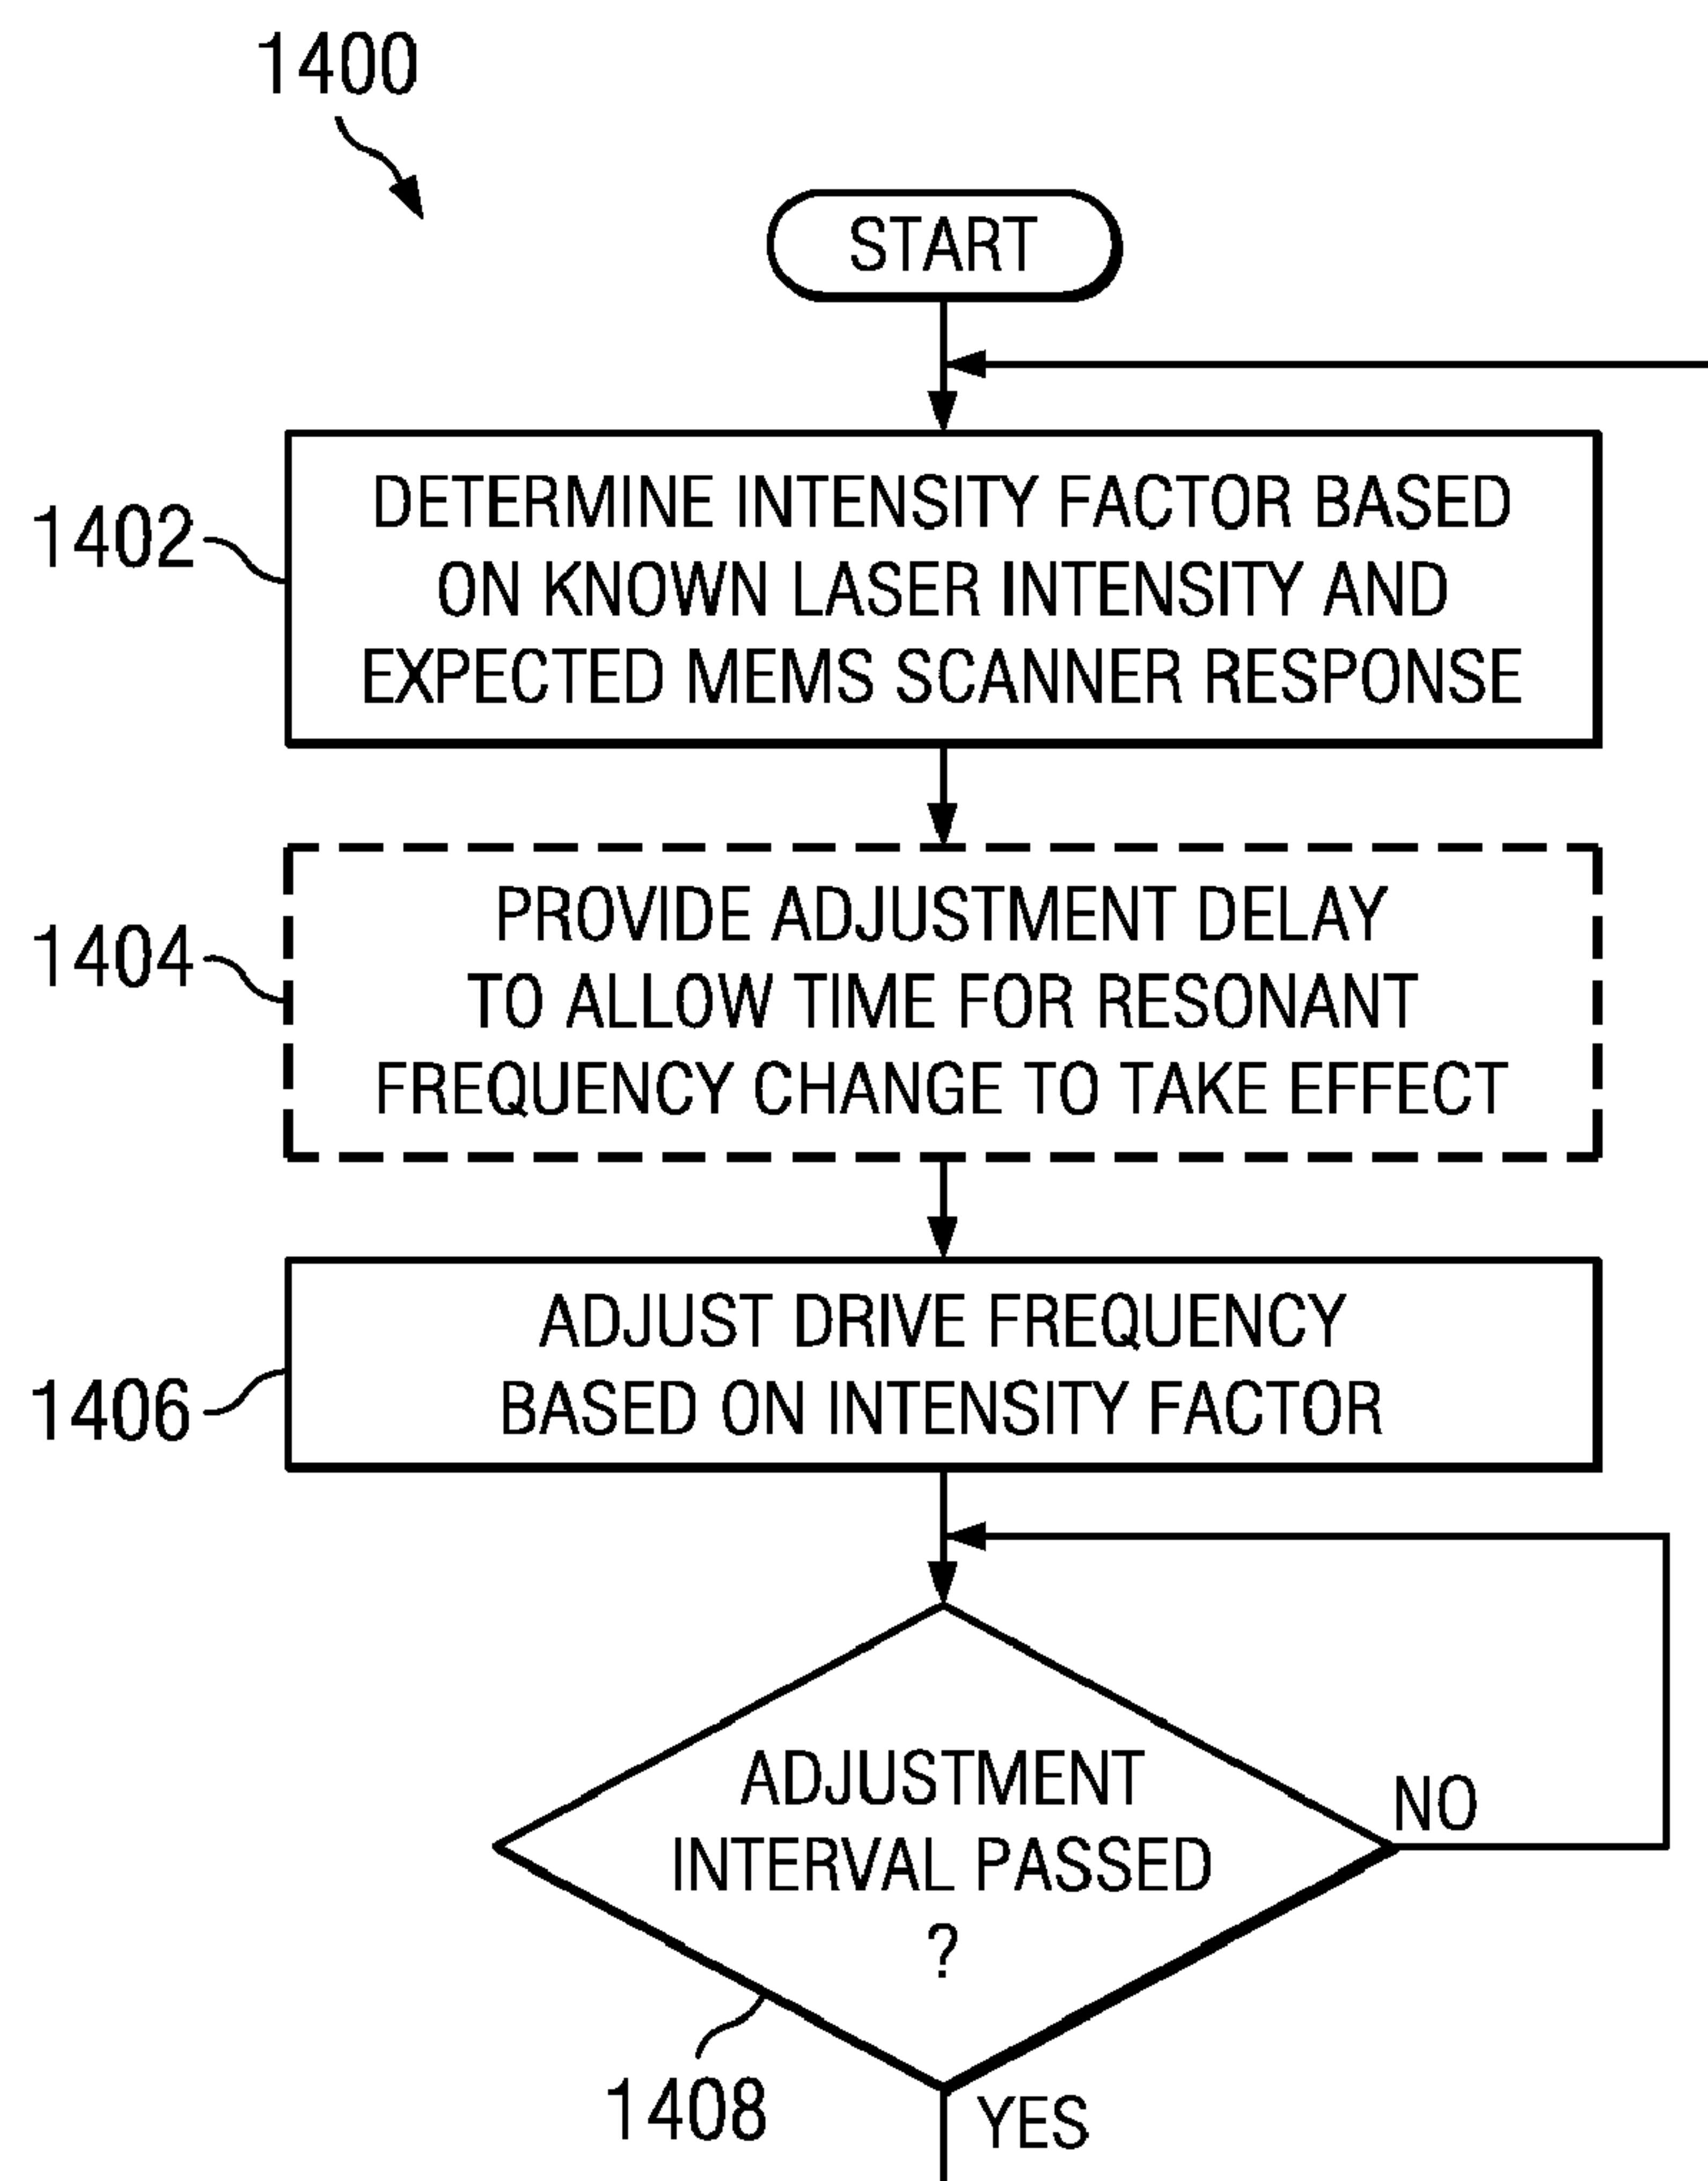 1400
START
1402
DETERMINE INTENSITY FACTOR BASED
ON KNOWN LASER INTENSITY AND
EXPECTED MEMS SCANNER RESPONSE
1404
PROVIDE ADJUSTMENT DELAY
TO ALLOW TIME FOR RESONANT
FREQUENCY CHANGE TO TAKE EFFECT
1406
ADJUST DRIVE FREQUENCY
BASED ON INTENSITY FACTOR
ADJUSTMENT
INTERVAL PASSED
?
NO
1408
YES